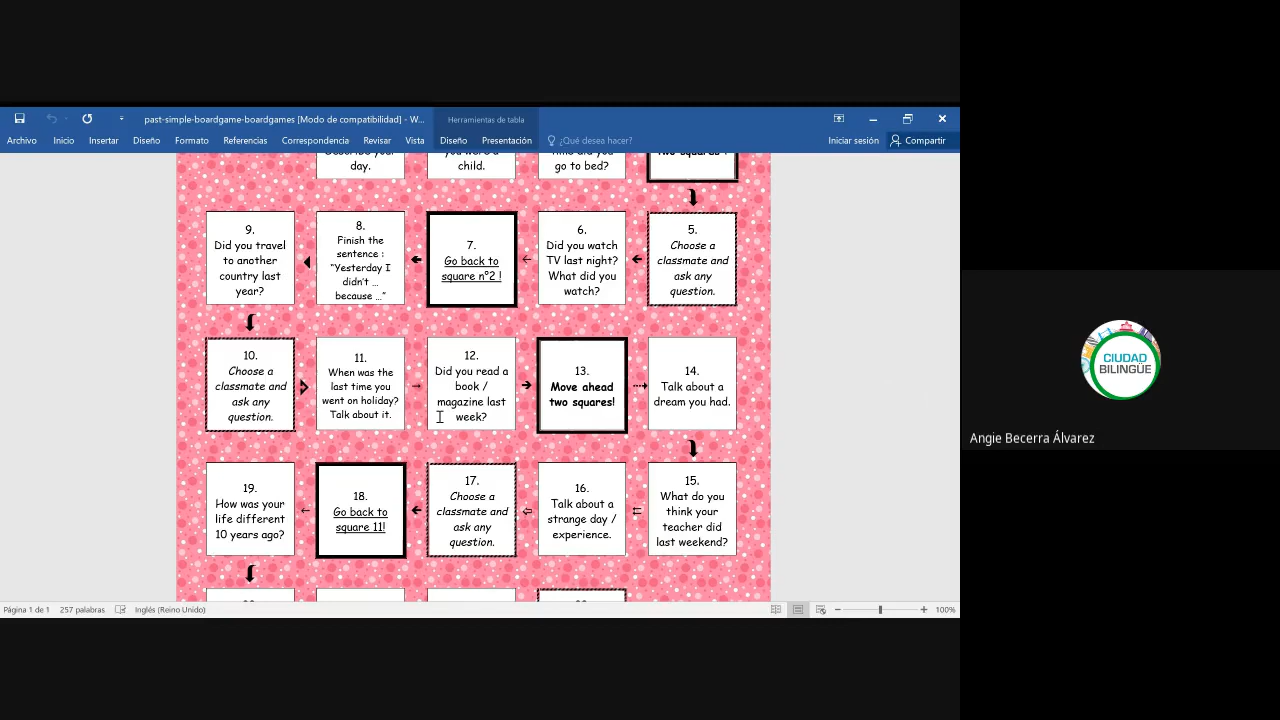 past-simple-boardgame-boardgames [Modo de compatibilidad] - W...
Herramientas de tabla
Archivo
Inicio
Insertar
Diseño
Formato
Referencias
Correspondencia
Revisar
Vista
Diseño
Presentación
¿Qué desea hacer?
Iniciar sesión
Compartir
day.
child.
go to bed?
9.
Did you travel
to another
country last
year?
8.
Finish the
sentence :
"Yesterday I
didn't ...
because ..."
7.
Go back to
square n°2 !
6.
Did you watch
TV last night?
What did you
watch?
5.
Choose a
classmate and
ask any
question.
10.
Choose a
classmate and
ask any
question.
11.
When was the
last time you
went on holiday?
Talk about it.
12.
Did you read a
book /
magazine last
week?
13.
Move ahead
two squares!
14.
Talk about a
dream you had.
19.
How was your
life different
10 years ago?
18.
Go back to
square 11!
17.
Choose a
classmate and
ask any
question.
16.
Talk about a
strange day /
experience.
15.
What do you
think your
teacher did
last weekend?
Página 1 de 1
257 palabras
Inglés (Reino Unido)
100%
CIUDAD
BILINGÜE
Angie Becerra Álvarez